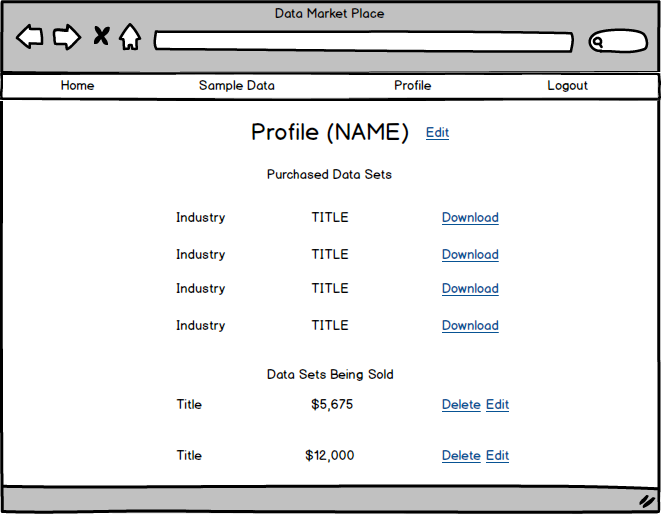 Data Market Place
Home Sample Data Profile Logout
Profile (NAME) Edit
Purchased Data Sets
Industry TITLE Download
Industry TITLE Download
Industry TITLE Download
Industry TITLE Download
Data Sets Being Sold
Title $5,675 Delete Edit
Title $12,000 Delete Edit